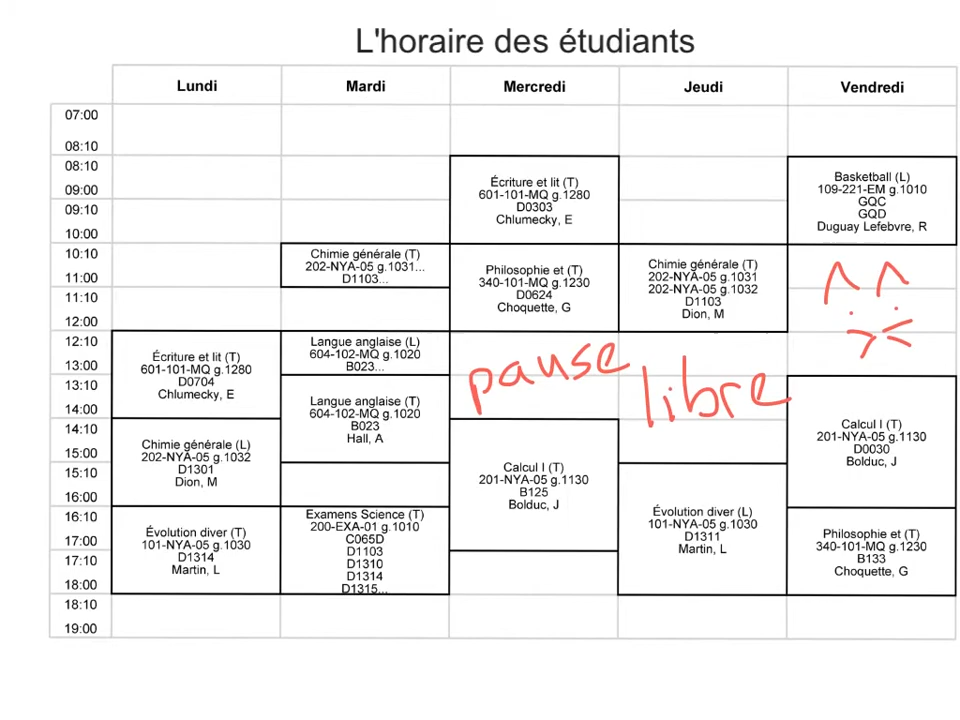 L'horaire des étudiants
Lundi Mardi Mercredi Jeudi Vendredi
07:00
08:10
08:10
09:00
09:10
10:00
10:10
11:00
11:10
12:00
12:10
13:00
13:10
14:00
14:10
15:00
15:10
16:00
16:10
17:00
17:10
18:00
18:10
19:00
Écriture et lit (T)
601-101-MQ g.1280
D0704
Chlumecky, E
Chimie générale (L)
202-NYA-05 g.1032
D1301
Dion, M
Évolution diver (T)
101-NYA-05 g.1030
D1314
Martin, L
Chimie générale (T)
202-NYA-05 g.1031...
D1103...
Langue anglaise (L)
604-102-MQ g.1020
B023...
Langue anglaise (T)
604-102-MQ g.1020
B023
Hall, A
Examens Science (T)
200-EXA-01 g.1010
C065D
D1103
D1310
D1314
D1315...
Écriture et lit (T)
601-101-MQ g.1280
D0303
Chlumecky, E
Philosophie et (T)
340-101-MQ g.1230
D0624
Choquette, G
pause
Calcul I (T)
201-NYA-05 g.1130
B125
Bolduc, J
Chimie générale (T)
202-NYA-05 g.1031
202-NYA-05 g.1032
D1103
Dion, M
libre
Évolution diver (L)
101-NYA-05 g.1030
D1311
Martin, L
Basketball (L)
109-221-EM g.1010
GQC
GQD
Duguay Lefebvre, R
Calcul I (T)
201-NYA-05 g.1130
D0030
Bolduc, J
Philosophie et (T)
340-101-MQ g.1230
B133
Choquette, G